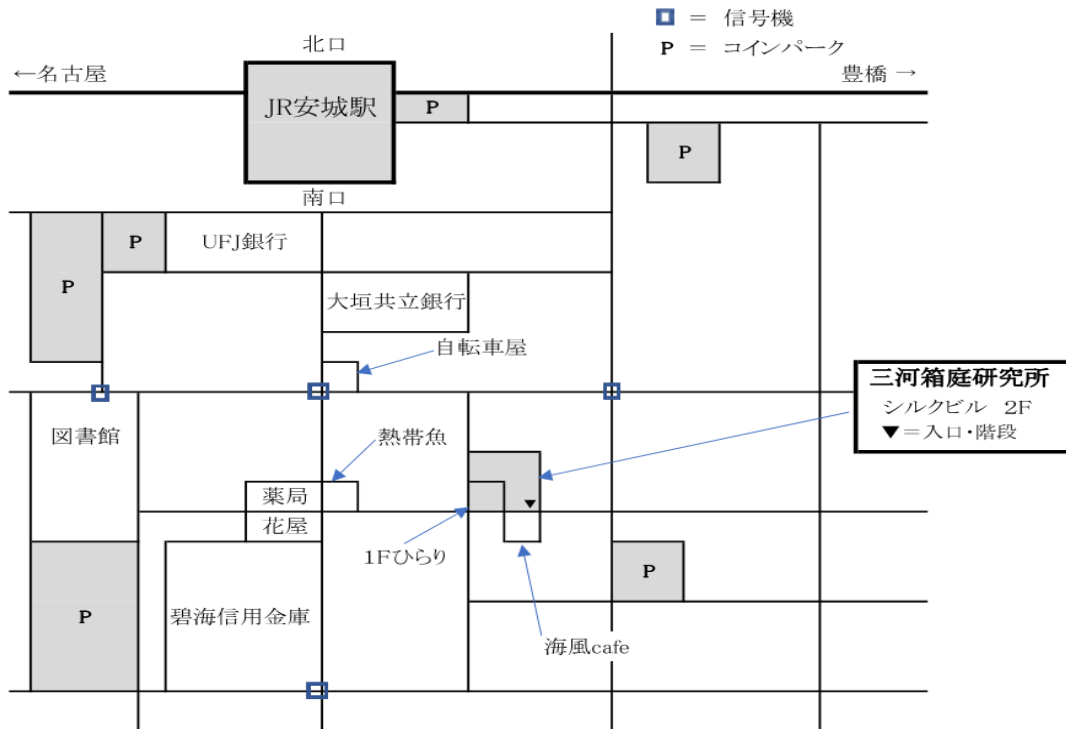 北口
= 信号機
P = コインパーク
←名古屋
豊橋 →
JR安城駅
P
P
南口
P
UFJ銀行
P
大垣共立銀行
自転車屋
三河箱庭研究所
シルクビル 2F
▼=入口・階段
図書館
熱帯魚
薬局
花屋
1Fひらり
P
P
碧海信用金庫
海風cafe